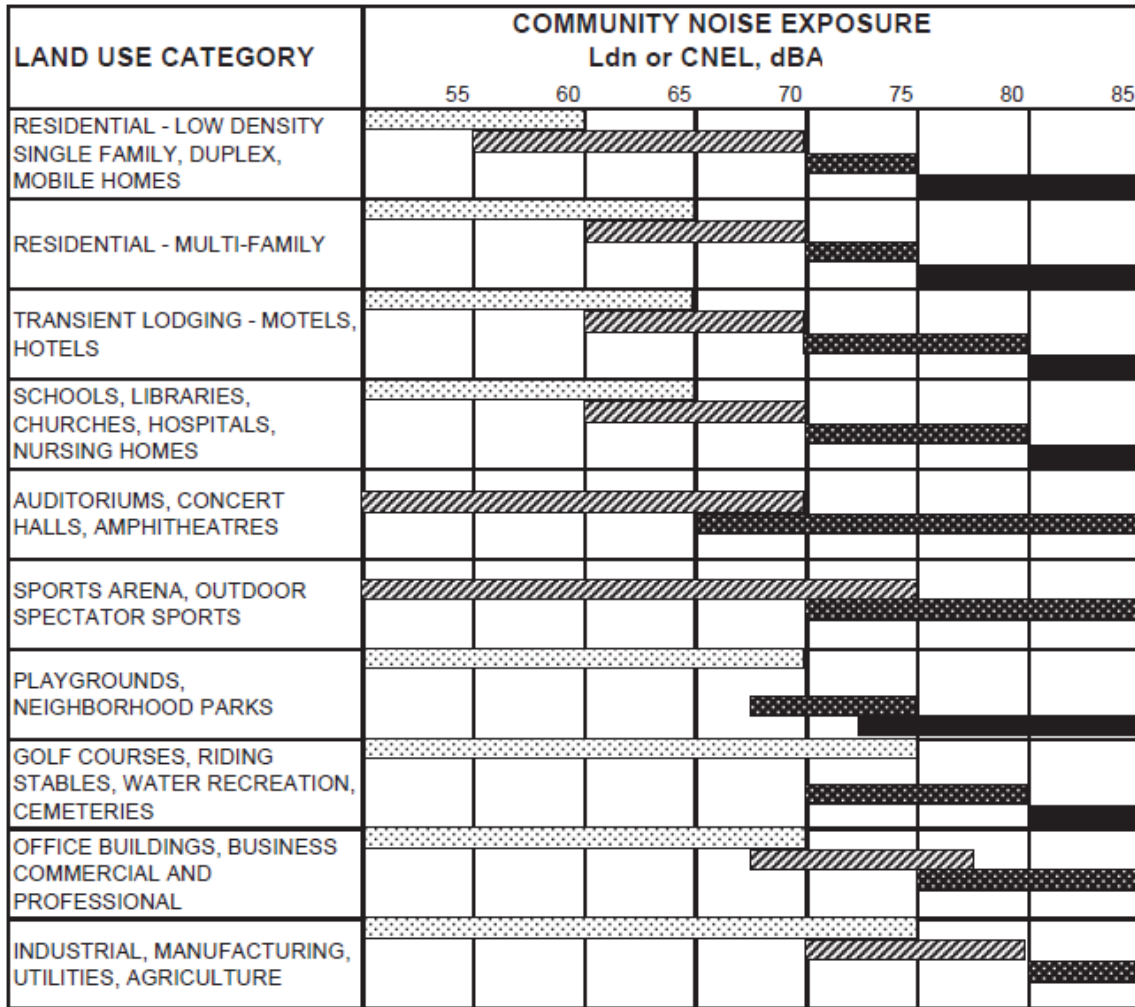 COMMUNITY NOISE EXPOSURE
LAND USE CATEGORY
Ldn or CNEL, dBA
55 60 65 70 75 80 85
RESIDENTIAL - LOW DENSITY
SINGLE FAMILY, DUPLEX,
MOBILE HOMES
RESIDENTIAL - MULTI-FAMILY
TRANSIENT LODGING - MOTELS,
HOTELS
SCHOOLS, LIBRARIES,
CHURCHES, HOSPITALS,
NURSING HOMES
AUDITORIUMS, CONCERT
HALLS, AMPHITHEATRES
SPORTS ARENA, OUTDOOR
SPECTATOR SPORTS
PLAYGROUNDS,
NEIGHBORHOOD PARKS
GOLF COURSES, RIDING
STABLES, WATER RECREATION,
CEMETERIES
OFFICE BUILDINGS, BUSINESS
COMMERCIAL AND
PROFESSIONAL
INDUSTRIAL, MANUFACTURING,
UTILITIES, AGRICULTURE